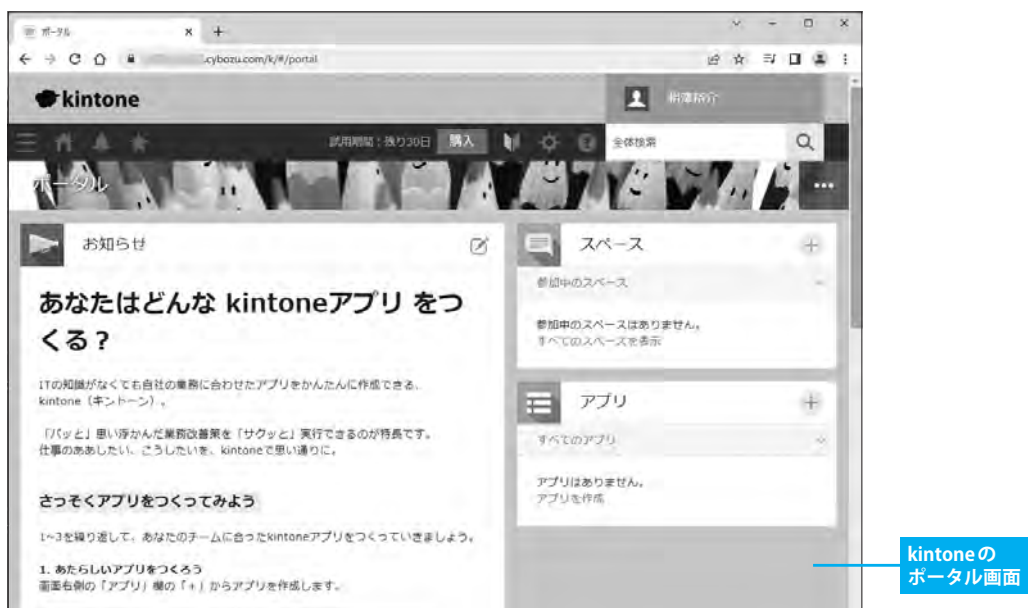 ポータル
.cybozu.com/k/#/portal
kintone
試用期間：残り30日 購入
全体検索
ポータル
お知らせ
あなたはどんな kintoneアプリ をつ
くる？
ITの知識がなくても自社の業務に合わせたアプリをかんたんに作成できる、
kintone（キントーン）。
「パッと」思い浮かんだ業務改善策を「サクッと」実行できるのが特長です。
仕事のああしたい、こうしたいを、kintoneで思い通りに。
さっそくアプリをつくってみよう
1~3を繰り返して、あなたのチームに合ったkintoneアプリをつくっていきましょう。
1. あたらしいアプリをつくろう
画面右側の「アプリ」欄の「+」からアプリを作成します。
スペース
参加中のスペース
参加中のスペースはありません。
すべてのスペースを表示
アプリ
すべてのアプリ
アプリはありません。
アプリを作成
kintoneの
ポータル画面